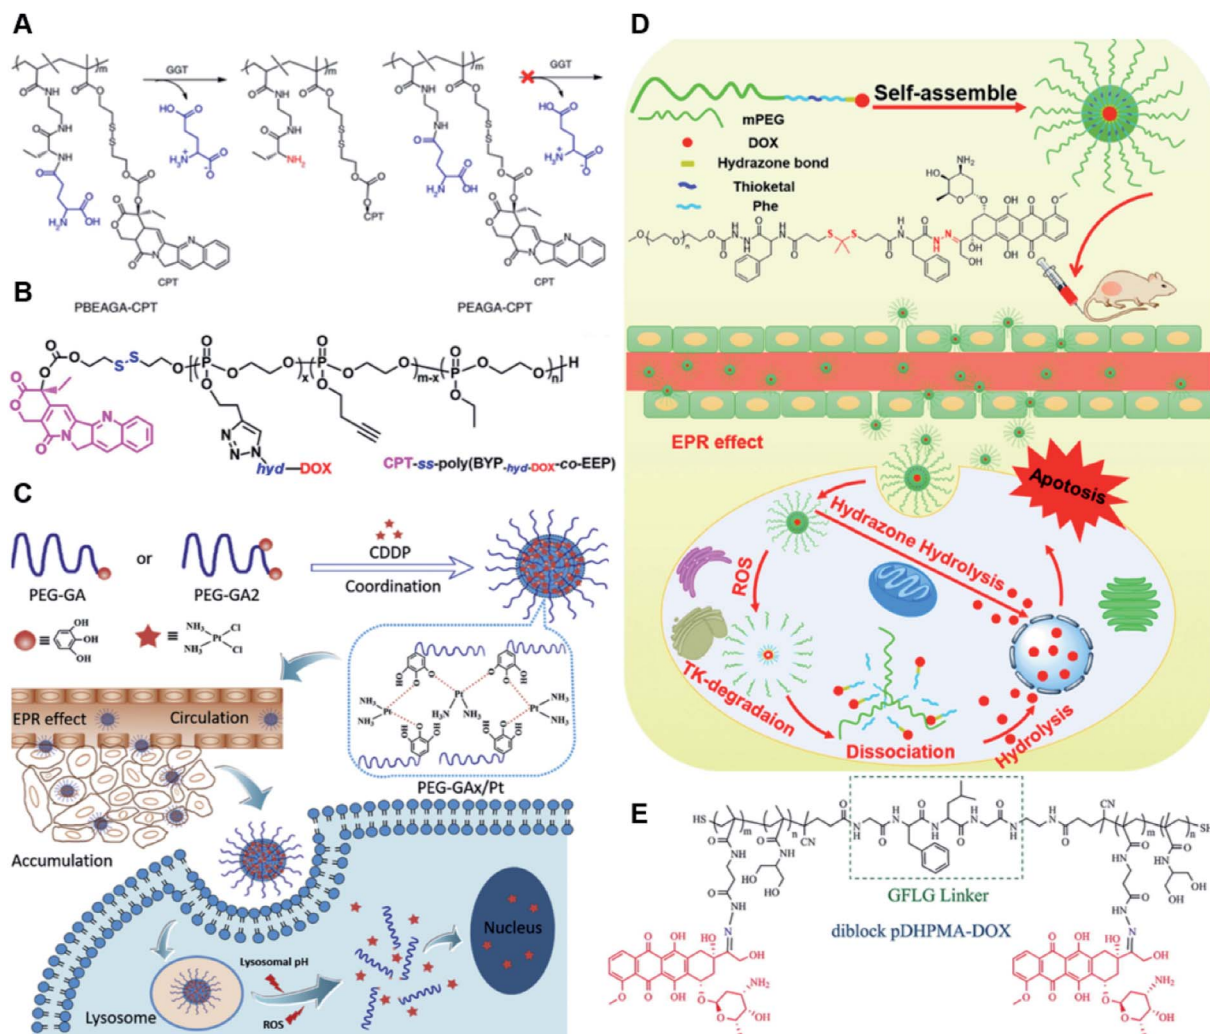 A
GGT
GGT
CPT
CPT
CPT
PBEAGA-CPT
PEAGA-CPT
B
CPT-ss-poly(BYP-hyd-DOX-co-EEP)
hyd—DOX
C
PEG-GA
or
PEG-GA2
CDDP
Coordination
EPR effect
Circulation
PEG-GAx/Pt
Accumulation
Nucleus
Lysosomal pH
ROS
Lysosome
D
Self-assemble
mPEG
DOX
Hydrazone bond
Thioketal
Phe
EPR effect
Apotosis
Hydrazone Hydrolysis
ROS
TK-degradaion
Dissociation
Hydrolysis
E
GFLG Linker
diblock pDHPMA-DOX